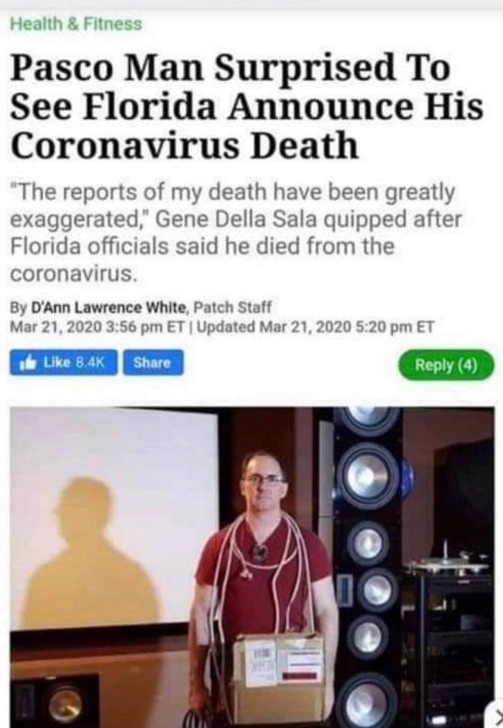 Health & Fitness
Pasco Man Surprised To
See Florida Announce His
Coronavirus Death
"The reports of my death have been greatly
exaggerated," Gene Della Sala quipped after
Florida officials said he died from the
coronavirus.
By D'Ann Lawrence White, Patch Staff
Mar 21, 2020 3:56 pm ET | Updated Mar 21, 2020 5:20 pm ET
Like 8.4K Share Reply (4)